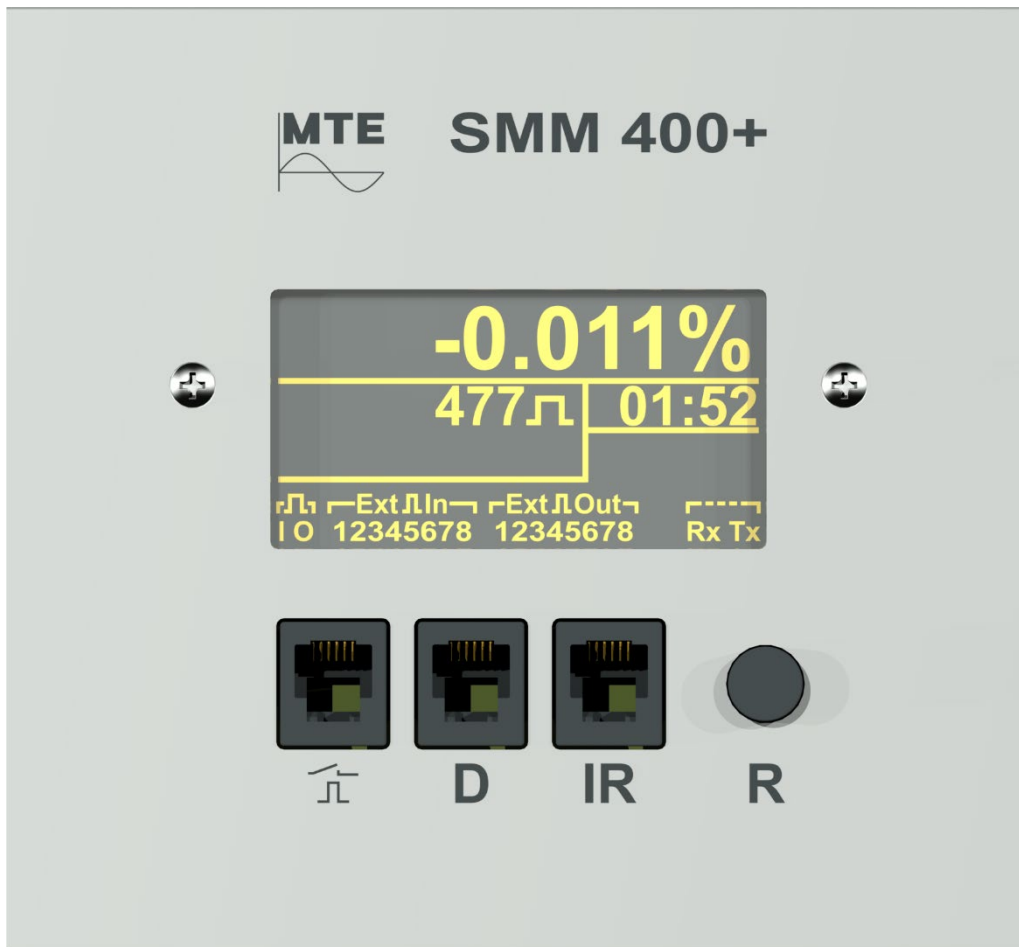 MTE SMM 400+
-0.011%
477 01:52
Ext In Ext Out
I O 12345678 12345678 Rx Tx
D IR R